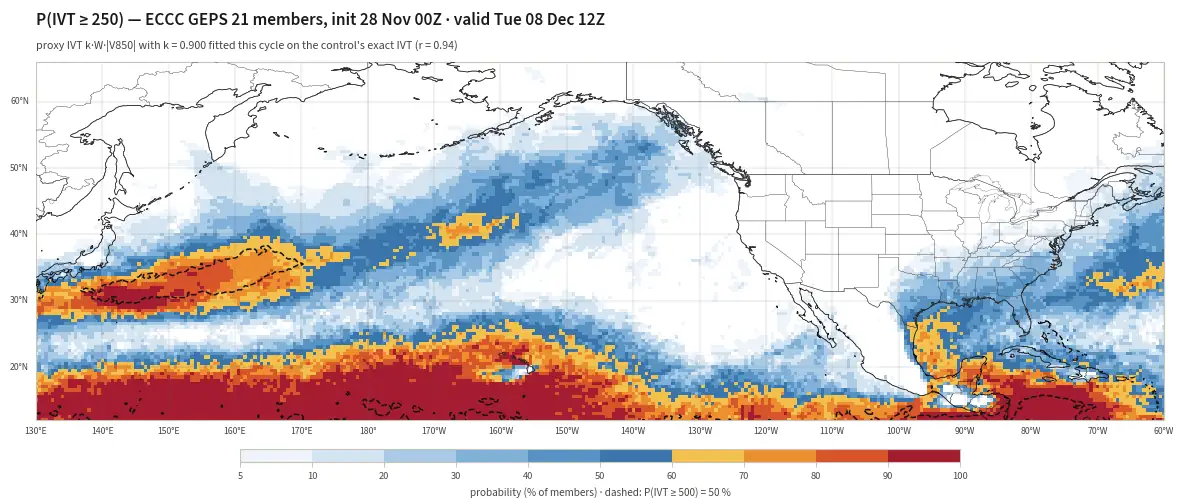 P(IVT ≥ 250) — ECCC GEPS 21 members, init 28 Nov 00Z · valid Tue 08 Dec 12Z
proxy IVT k·W·|V850| with k = 0.900 fitted this cycle on the control's exact IVT (r = 0.94)
60°N
50°N
40°N
30°N
20°N
130°E 140°E 150°E 160°E 170°E 180° 170°W 160°W 150°W 140°W 130°W 120°W 110°W 100°W 90°W 80°W 70°W 60°W
5 10 20 30 40 50 60 70 80 90 100
probability (% of members) · dashed: P(IVT ≥ 500) = 50 %